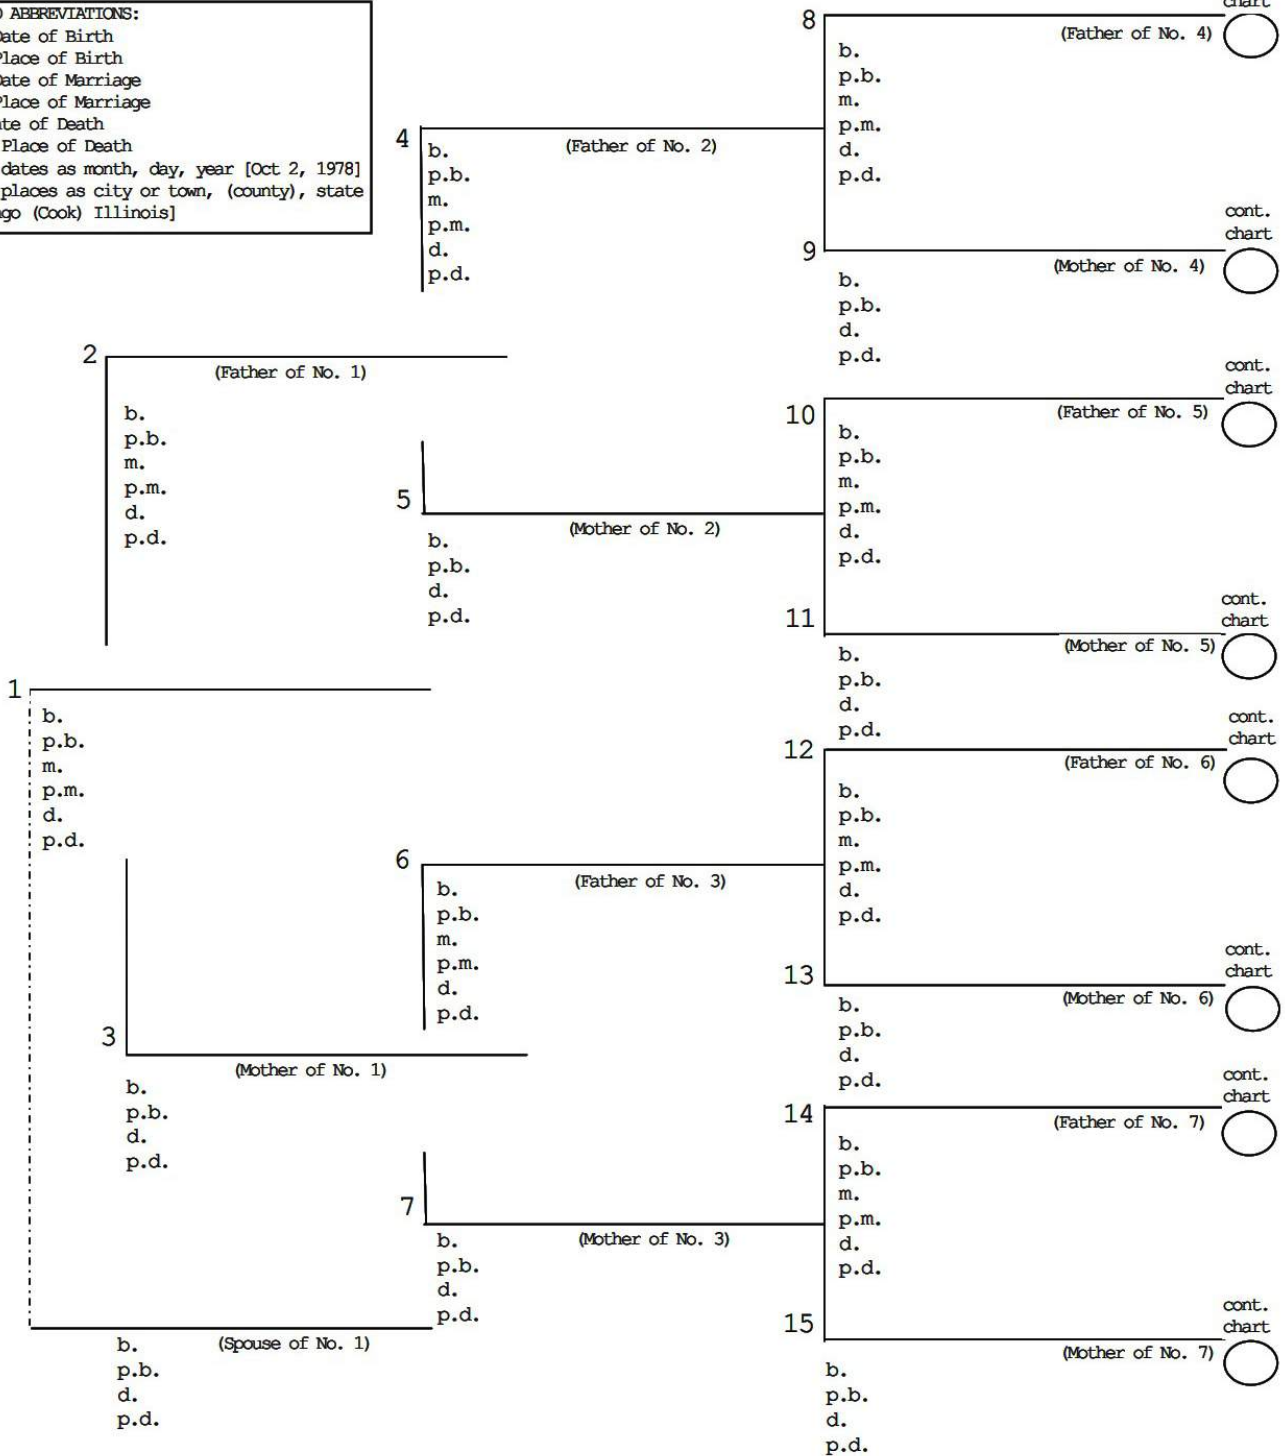 ABBREVIATIONS:
Date of Birth
Place of Birth
Date of Marriage
Place of Marriage
of Death
Place of Death
dates as month, day, year [Oct 2, 1978]
places as city or town, (county), state
(Cook) Illinois]
chart
8
(Father of No. 4)
b.
p.b.
m.
p.m.
d.
p.d.
4
(Father of No. 2)
b.
p.b.
m.
p.m.
d.
p.d.
cont.
chart
9
(Mother of No. 4)
b.
p.b.
d.
p.d.
2
(Father of No. 1)
b.
p.b.
m.
p.m.
d.
p.d.
cont.
chart
10
(Father of No. 5)
b.
p.b.
m.
p.m.
d.
p.d.
5
(Mother of No. 2)
b.
p.b.
d.
p.d.
cont.
chart
11
(Mother of No. 5)
b.
p.b.
d.
p.d.
1
b.
p.b.
m.
p.m.
d.
p.d.
cont.
chart
12
(Father of No. 6)
b.
p.b.
m.
p.m.
d.
p.d.
6
(Father of No. 3)
b.
p.b.
m.
p.m.
d.
p.d.
cont.
chart
13
(Mother of No. 6)
b.
p.b.
d.
p.d.
3
(Mother of No. 1)
b.
p.b.
d.
p.d.
cont.
chart
14
(Father of No. 7)
b.
p.b.
m.
p.m.
d.
p.d.
7
(Mother of No. 3)
b.
p.b.
d.
p.d.
cont.
chart
15
(Mother of No. 7)
b.
p.b.
d.
p.d.
(Spouse of No. 1)
b.
p.b.
d.
p.d.